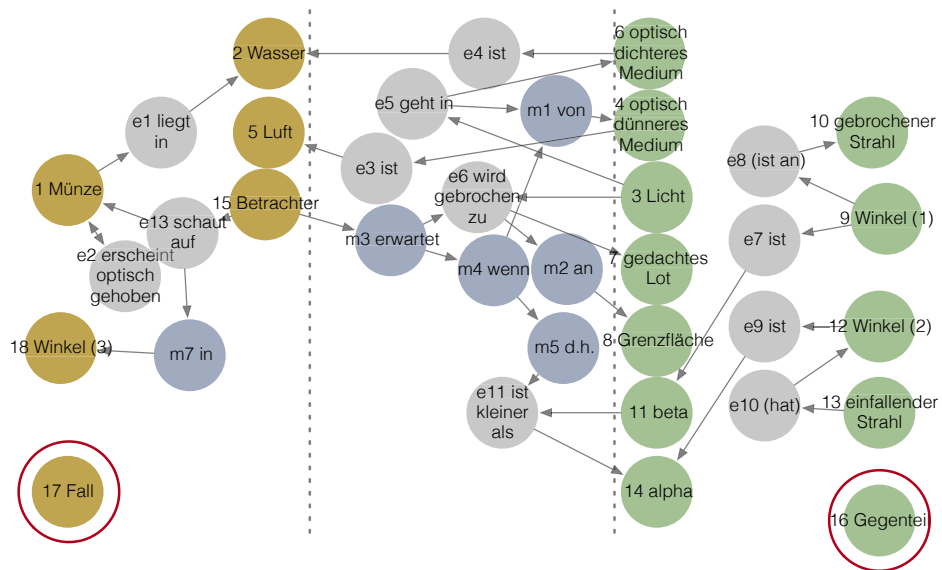 6 optisch
dichteres
Medium
2 Wasser
e4 ist
e5 geht in
m1 von
4 optisch
dünneres
Medium
10 gebrochener
Strahl
e1 liegt
in
5 Luft
e3 ist
e8 (ist an)
1 Münze
15 Betrachter
e6 wird
gebrochen
zu
3 Licht
9 Winkel (1)
e13 schaut
auf
m3 erwartet
e7 ist
e2 erscheint
optisch
gehoben
m4 wenn
m2 an
7 gedachtes
Lot
18 Winkel (3)
m7 in
m5 d.h.
8 Grenzfläche
e9 ist
12 Winkel (2)
e11 ist
kleiner
als
11 beta
e10 (hat)
13 einfallender
Strahl
17 Fall
14 alpha
16 Gegenteil